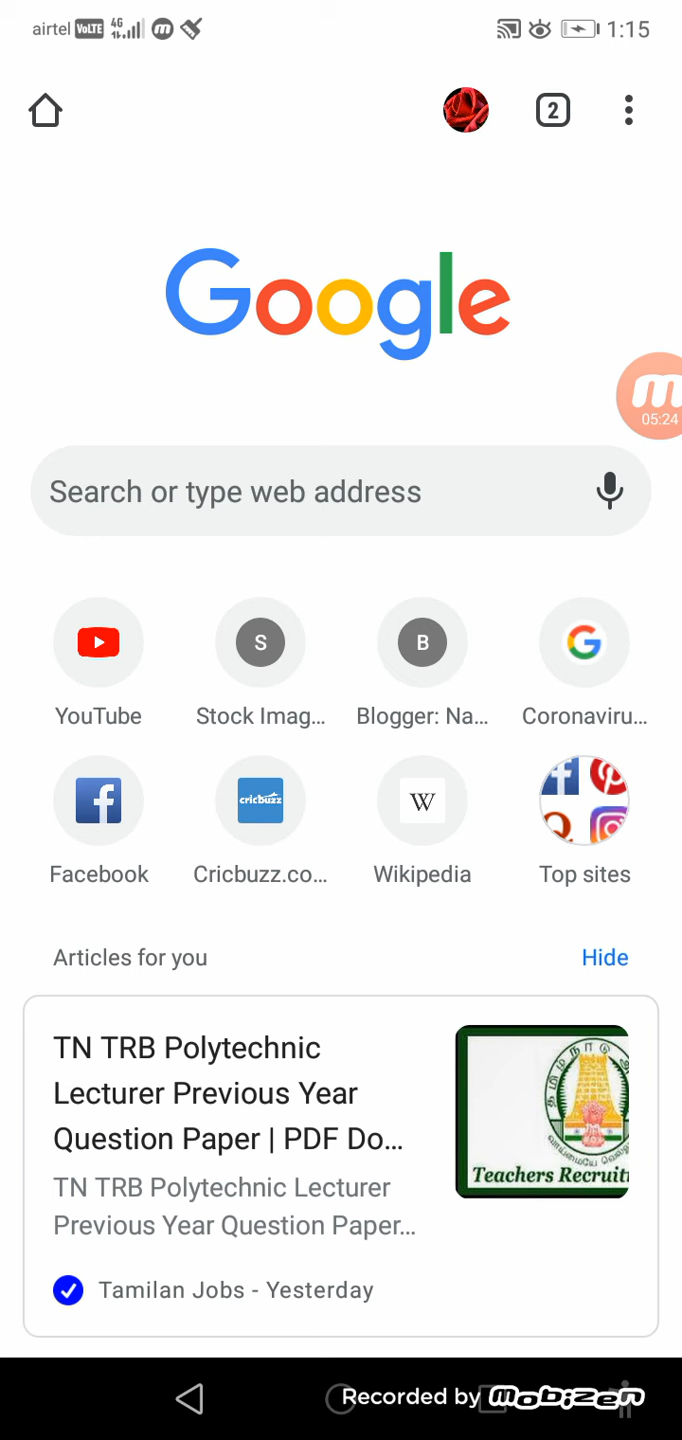 airtel VoLTE 4G 1:15
2
Google
05:24
Search or type web address
S B
YouTube Stock Imag... Blogger: Na... Coronaviru...
cricbuzz W
Facebook Cricbuzz.co... Wikipedia Top sites
Articles for you Hide
TN TRB Polytechnic
Lecturer Previous Year
Question Paper | PDF Do...
TN TRB Polytechnic Lecturer
Previous Year Question Paper...
Teachers Recruit
Tamilan Jobs - Yesterday
Recorded by mobizen